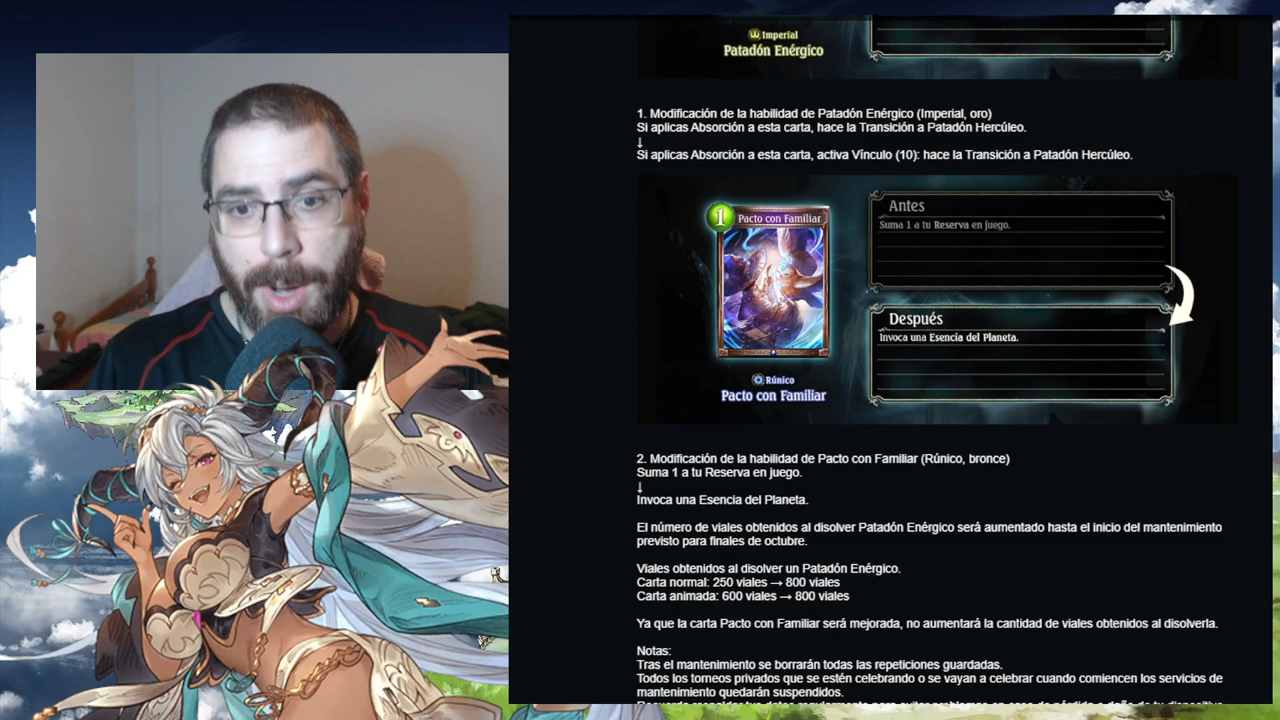 Imperial
Patadón Enérgico
1. Modificación de la habilidad de Patadón Enérgico (Imperial, oro)
Si aplicas Absorción a esta carta, hace la Transición a Patadón Hercúleo.
↓
Si aplicas Absorción a esta carta, activa Vínculo (10): hace la Transición a Patadón Hercúleo.
1
Pacto con Familiar
Antes
Suma 1 a tu Reserva en juego.
Después
Invoca una Esencia del Planeta.
Rúnico
Pacto con Familiar
2. Modificación de la habilidad de Pacto con Familiar (Rúnico, bronce)
Suma 1 a tu Reserva en juego.
↓
Invoca una Esencia del Planeta.
El número de viales obtenidos al disolver Patadón Enérgico será aumentado hasta el inicio del mantenimiento
previsto para finales de octubre.
Viales obtenidos al disolver un Patadón Enérgico.
Carta normal: 250 viales → 800 viales
Carta animada: 600 viales → 800 viales
Ya que la carta Pacto con Familiar será mejorada, no aumentará la cantidad de viales obtenidos al disolverla.
Notas:
Tras el mantenimiento se borrarán todas las repeticiones guardadas.
Todos los torneos privados que se estén celebrando o se vayan a celebrar cuando comiencen los servicios de
mantenimiento quedarán suspendidos.